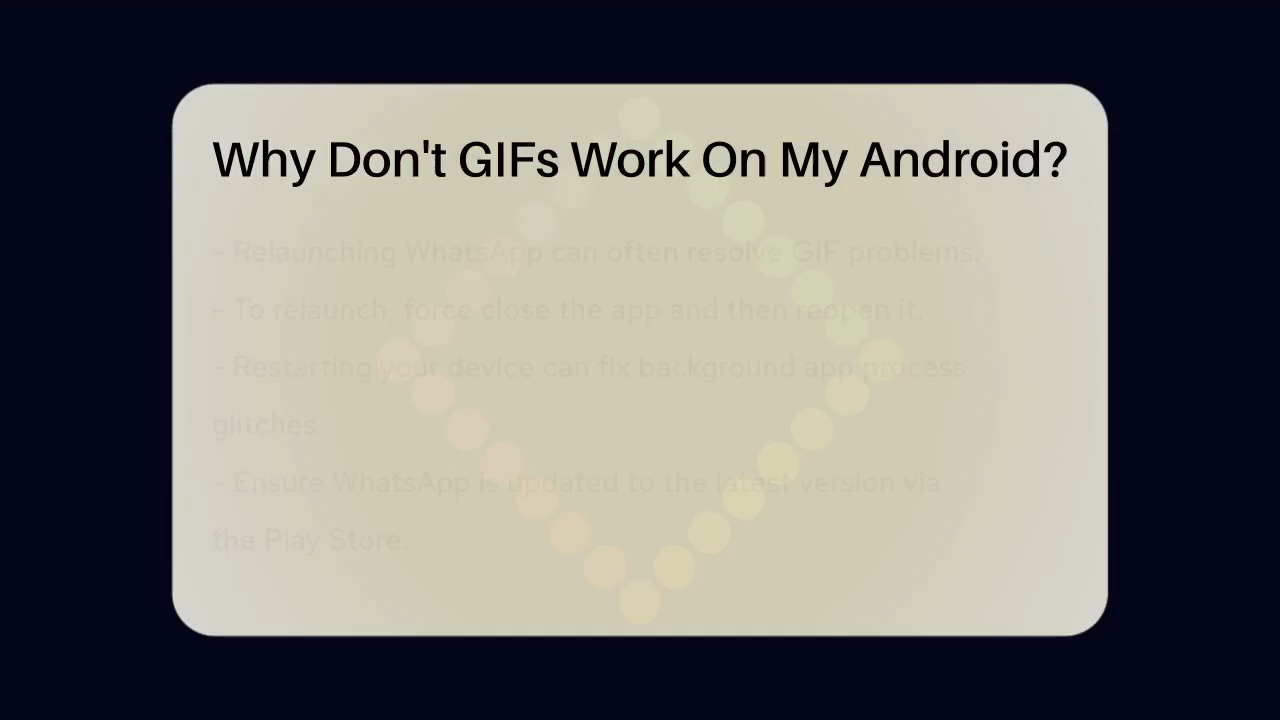 Why Don't GIFs Work On My Android?
- Relaunching WhatsApp can often resolve GIF problems.
- To relaunch, force close the app and then reopen it.
- Restarting your device can fix background app process
glitches.
- Ensure WhatsApp is updated to the latest version via
the Play Store.